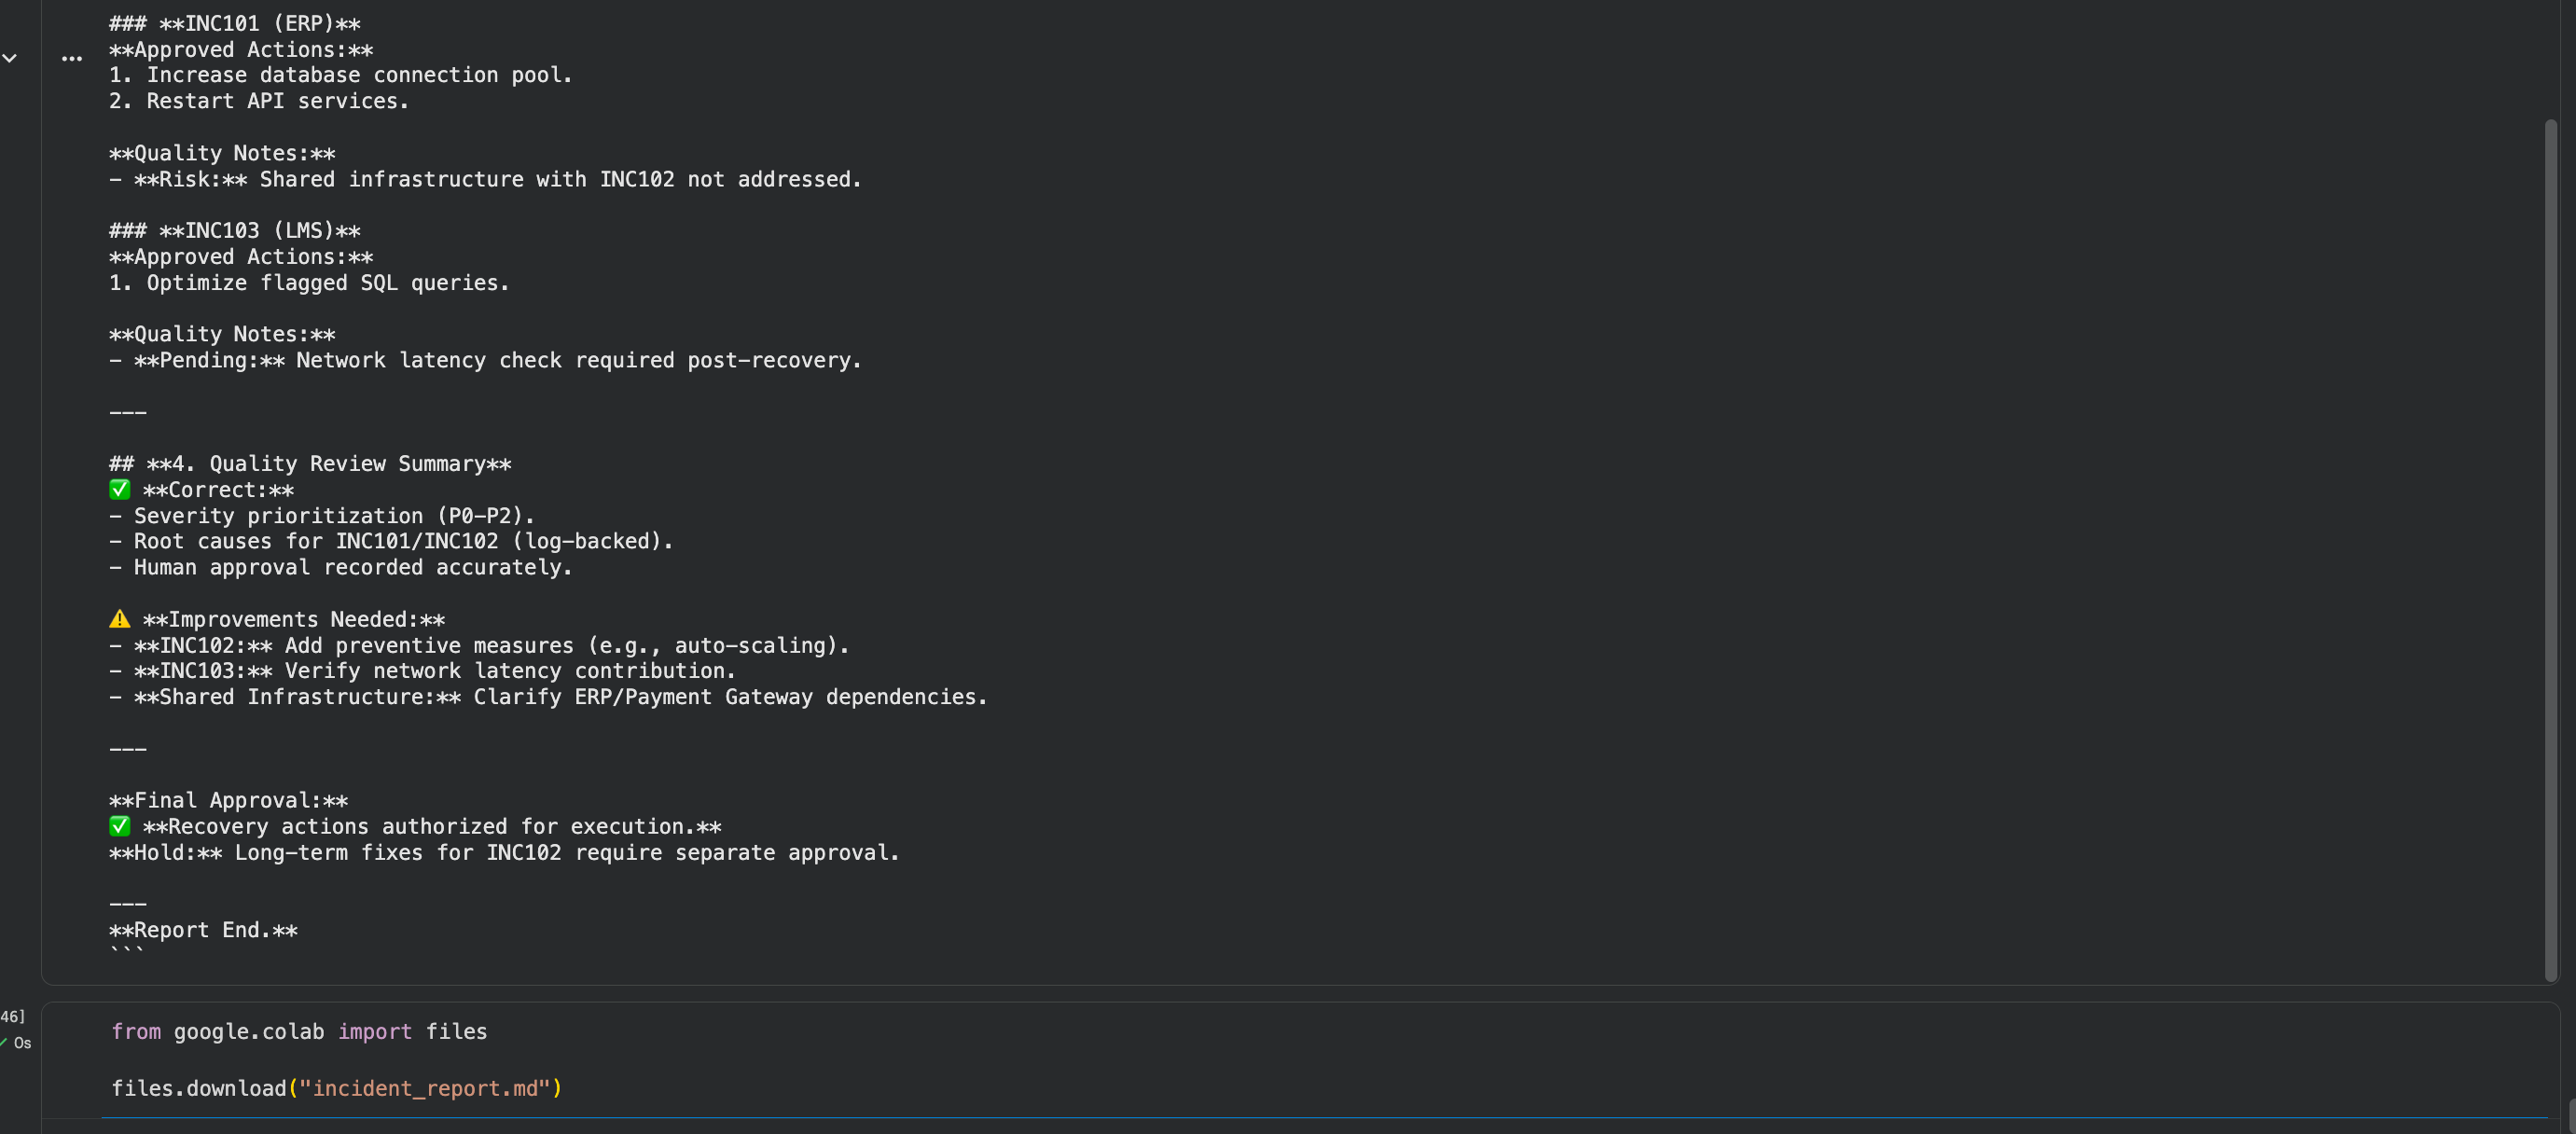 ### **INC101 (ERP)**
**Approved Actions:**
1. Increase database connection pool.
2. Restart API services.
**Quality Notes:**
- **Risk:** Shared infrastructure with INC102 not addressed.
### **INC103 (LMS)**
**Approved Actions:**
1. Optimize flagged SQL queries.
**Quality Notes:**
- **Pending:** Network latency check required post-recovery.
---
## **4. Quality Review Summary**
✅ **Correct:**
- Severity prioritization (P0-P2).
- Root causes for INC101/INC102 (log-backed).
- Human approval recorded accurately.
⚠️ **Improvements Needed:**
- **INC102:** Add preventive measures (e.g., auto-scaling).
- **INC103:** Verify network latency contribution.
- **Shared Infrastructure:** Clarify ERP/Payment Gateway dependencies.
---
**Final Approval:**
✅ **Recovery actions authorized for execution.**
**Hold:** Long-term fixes for INC102 require separate approval.
---
**Report End.**
```
46]
0s
from google.colab import files
files.download("incident_report.md")